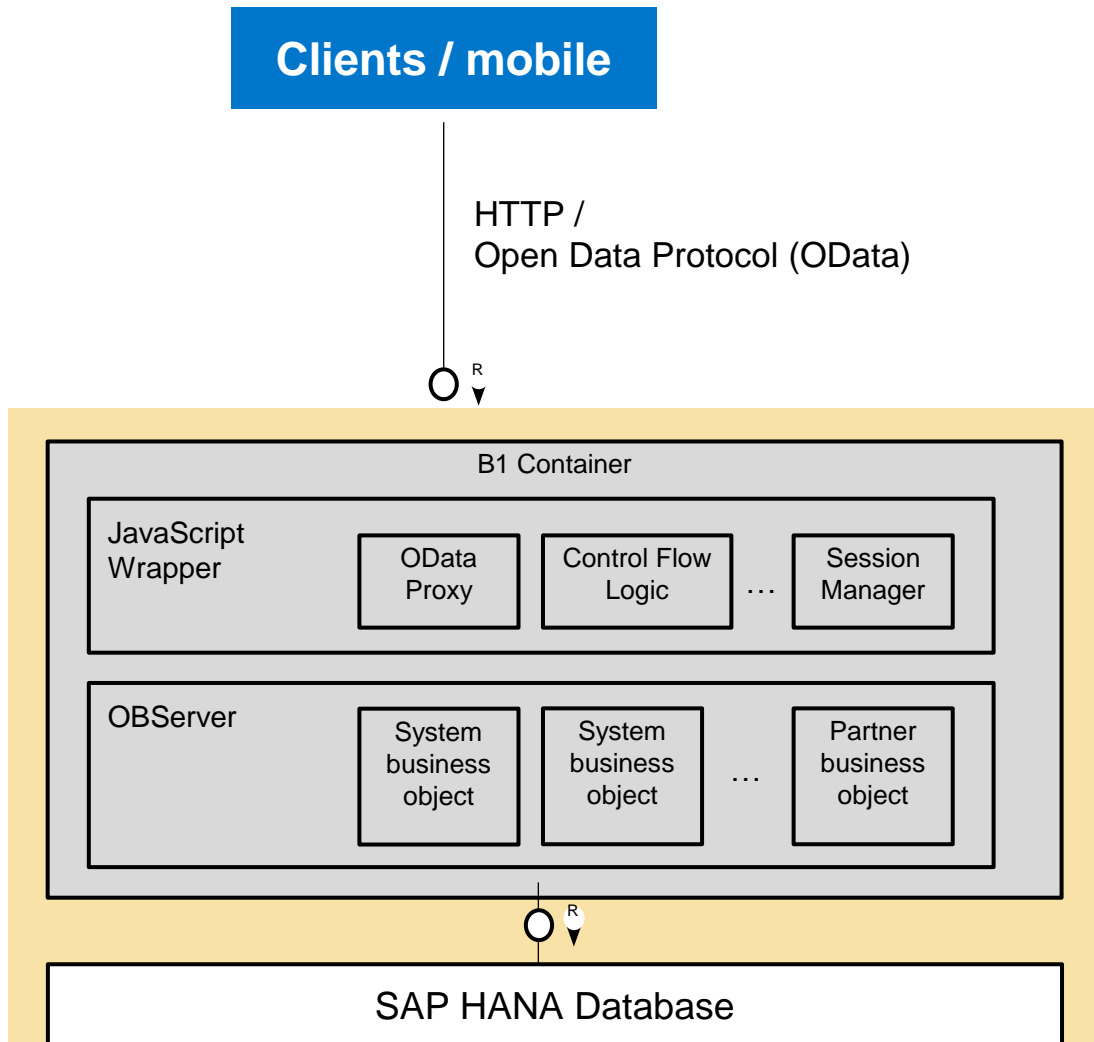 Clients / mobile
HTTP /
Open Data Protocol (OData)
R
B1 Container
JavaScript
Wrapper
OData
Proxy
Control Flow
Logic
...
Session
Manager
OBServer
System
business
object
System
business
object
...
Partner
business
object
R
SAP HANA Database